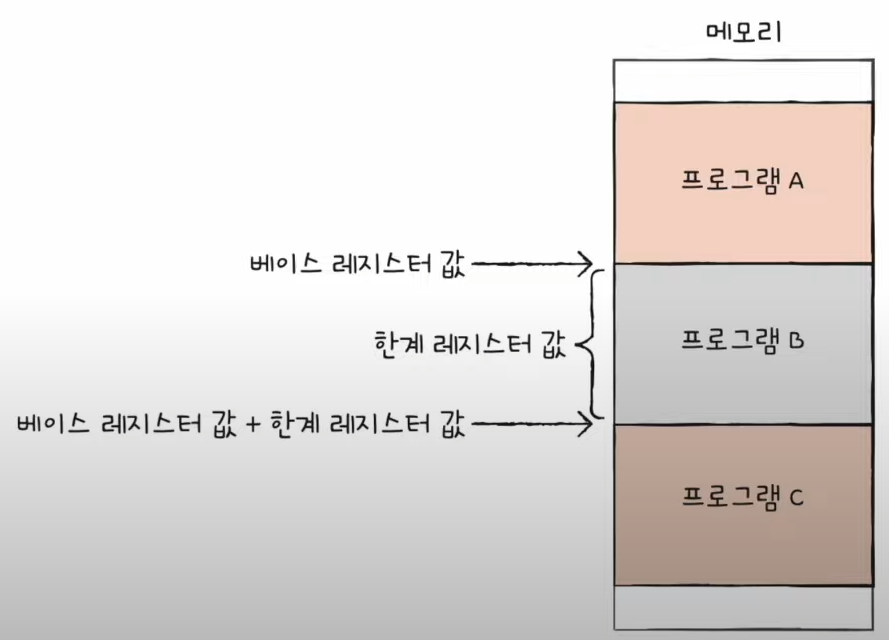 메모리
프로그램 A
베이스 레지스터 값
프로그램 B
한계 레지스터 값
베이스 레지스터 값 + 한계 레지스터 값
프로그램 C